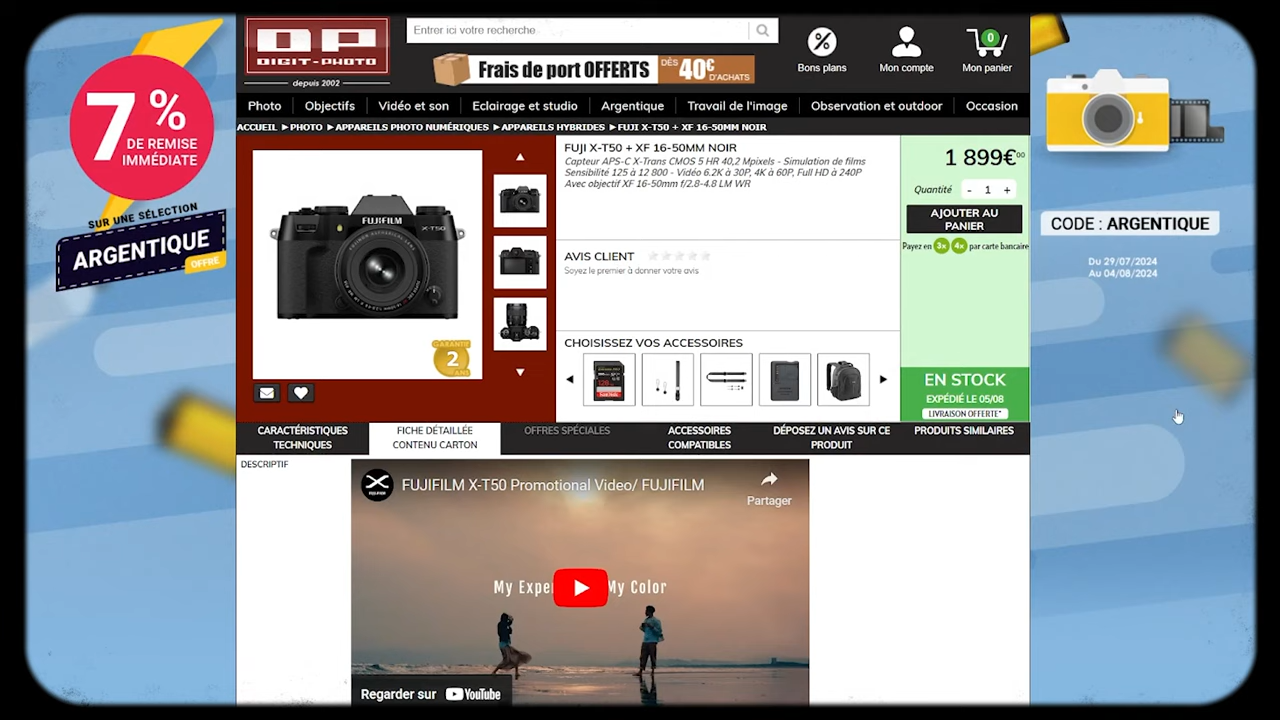 7%
DE REMISE
IMMÉDIATE
SUR UNE SÉLECTION
ARGENTIQUE
OFFRE
DP
DIGIT-PHOTO
depuis 2002
Entrer ici votre recherche
Frais de port OFFERTS
DÈS 40€ D'ACHATS
Bons plans
Mon compte
0
Mon panier
Photo
Objectifs
Vidéo et son
Eclairage et studio
Argentique
Travail de l'image
Observation et outdoor
Occasion
ACCUEIL ►PHOTO ►APPAREILS PHOTO NUMÉRIQUES ►APPAREILS HYBRIDES ►FUJI X-T50 + XF 16-50MM NOIR
FUJIFILM
X-T50
GARANTIE
2
ANS
FUJI X-T50 + XF 16-50MM NOIR
Capteur APS-C X-Trans CMOS 5 HR 40,2 Mpixels - Simulation de films
Sensibilité 125 à 12 800 - Vidéo 6.2K à 30P, 4K à 60P, Full HD à 240P
Avec objectif XF 16-50mm f/2.8-4.8 LM WR
AVIS CLIENT
Soyez le premier à donner votre avis
CHOISISSEZ VOS ACCESSOIRES
1 899€00
Quantité - 1 +
AJOUTER AU
PANIER
Payez en 3x 4x par carte bancaire
EN STOCK
EXPÉDIÉ LE 05/08
LIVRAISON OFFERTE*
CODE : ARGENTIQUE
Du 29/07/2024
Au 04/08/2024
CARACTÉRISTIQUES
TECHNIQUES
FICHE DÉTAILLÉE
CONTENU CARTON
OFFRES SPÉCIALES
ACCESSOIRES
COMPATIBLES
DÉPOSEZ UN AVIS SUR CE
PRODUIT
PRODUITS SIMILAIRES
DESCRIPTIF
FUJIFILM X-T50 Promotional Video/ FUJIFILM
Partager
My Expe
My Color
Regarder sur YouTube